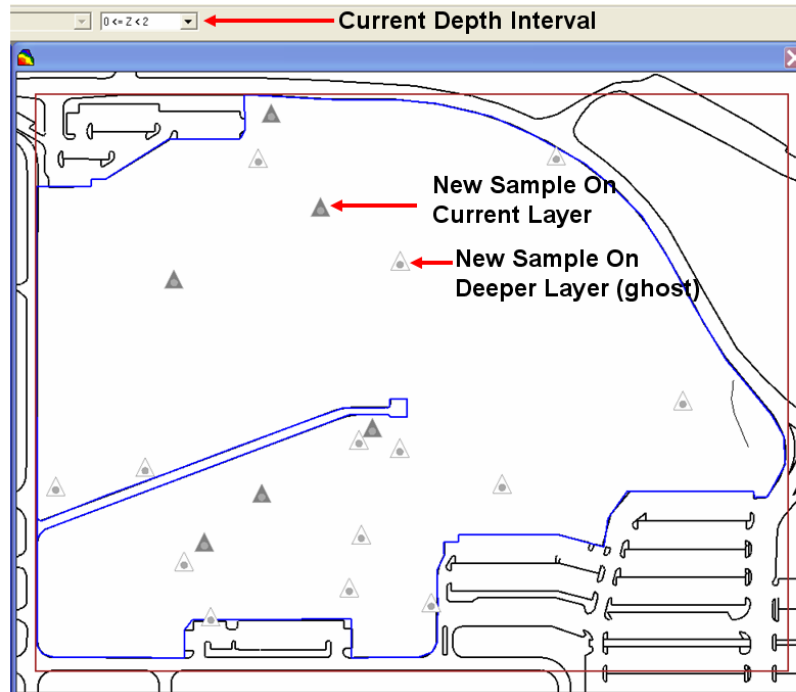 0 <= Z < 2
Current Depth Interval
New Sample On
Current Layer
New Sample On
Deeper Layer (ghost)